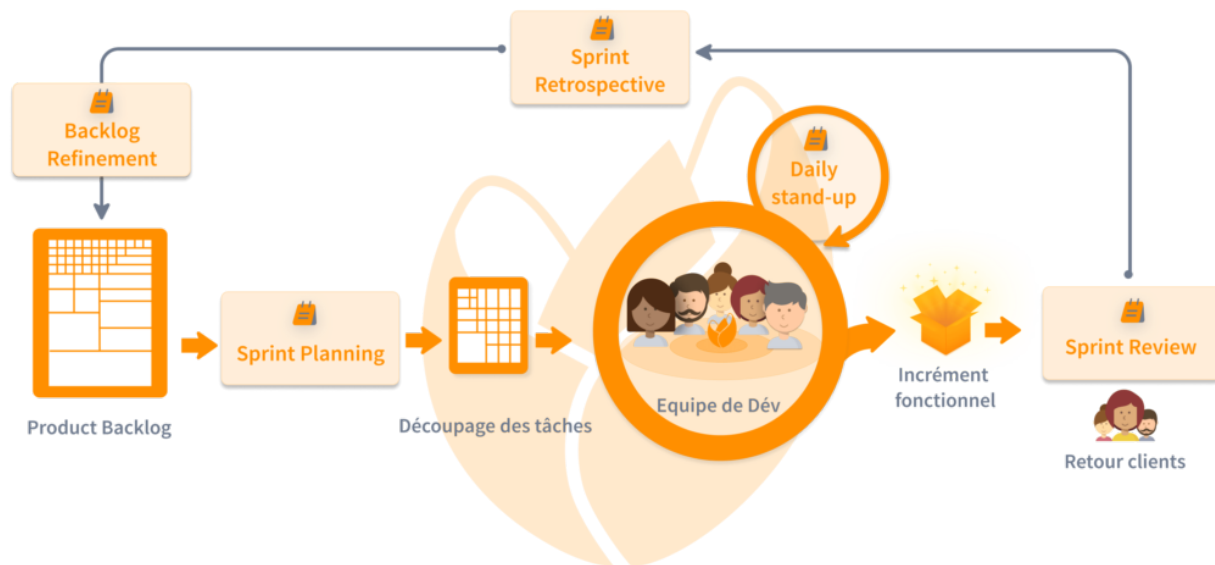 Sprint
Retrospective
Backlog
Refinement
Daily
stand-up
Product Backlog
Sprint Planning
Découpage des tâches
Equipe de Dév
Incrément
fonctionnel
Sprint Review
Retour clients